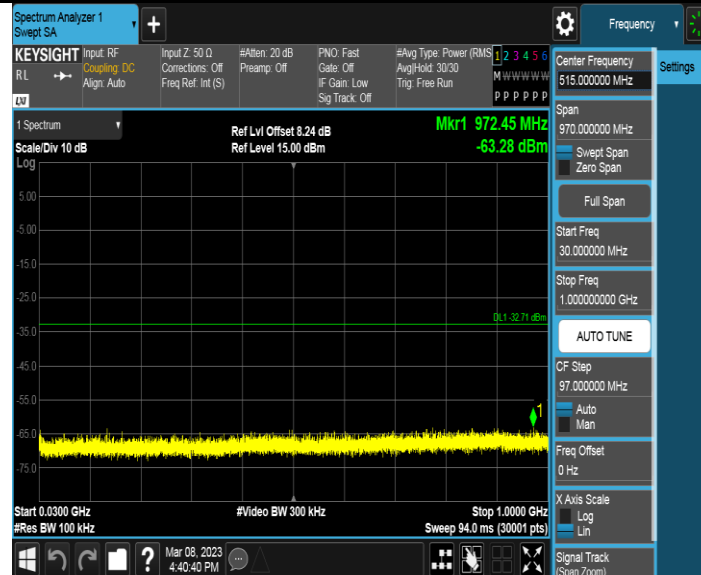 Spectrum Analyzer 1
Swept SA
+
Frequency
KEYSIGHT
RL
LXI
Input: RF
Coupling: DC
Align: Auto
Input Z: 50 Ω
Corrections: Off
Freq Ref: Int (S)
#Atten: 20 dB
Preamp: Off
PNO: Fast
Gate: Off
IF Gain: Low
Sig Track: Off
#Avg Type: Power (RMS
Avg|Hold: 30/30
Trig: Free Run
1 2 3 4 5 6
M W W W W W
P P P P P P
1 Spectrum
Scale/Div 10 dB
Log
Ref Lvl Offset 8.24 dB
Ref Level 15.00 dBm
Mkr1 972.45 MHz
-63.28 dBm
5.00
-5.00
-15.0
-25.0
-35.0
-45.0
-55.0
-65.0
-75.0
DL1 -32.71 dBm
1
Start 0.0300 GHz
#Res BW 100 kHz
#Video BW 300 kHz
Stop 1.0000 GHz
Sweep 94.0 ms (30001 pts)
?
Mar 08, 2023
4:40:40 PM
Center Frequency
515.000000 MHz
Span
970.000000 MHz
Swept Span
Zero Span
Full Span
Start Freq
30.000000 MHz
Stop Freq
1.000000000 GHz
AUTO TUNE
CF Step
97.000000 MHz
Auto
Man
Freq Offset
0 Hz
X Axis Scale
Log
Lin
Signal Track
(Span Zoom)
Settings